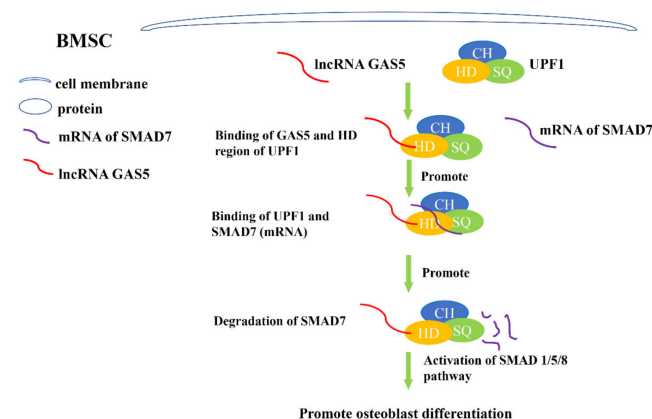 BMSC
cell membrane
protein
mRNA of SMAD7
lncRNA GAS5
lncRNA GAS5
CH
HD
SQ
UPF1
Binding of GAS5 and HD
region of UPF1
CH
HD
SQ
mRNA of SMAD7
Promote
Binding of UPF1 and
SMAD7 (mRNA)
CH
HD
SQ
Promote
Degradation of SMAD7
CH
HD
SQ
Activation of SMAD 1/5/8
pathway
Promote osteoblast differentiation